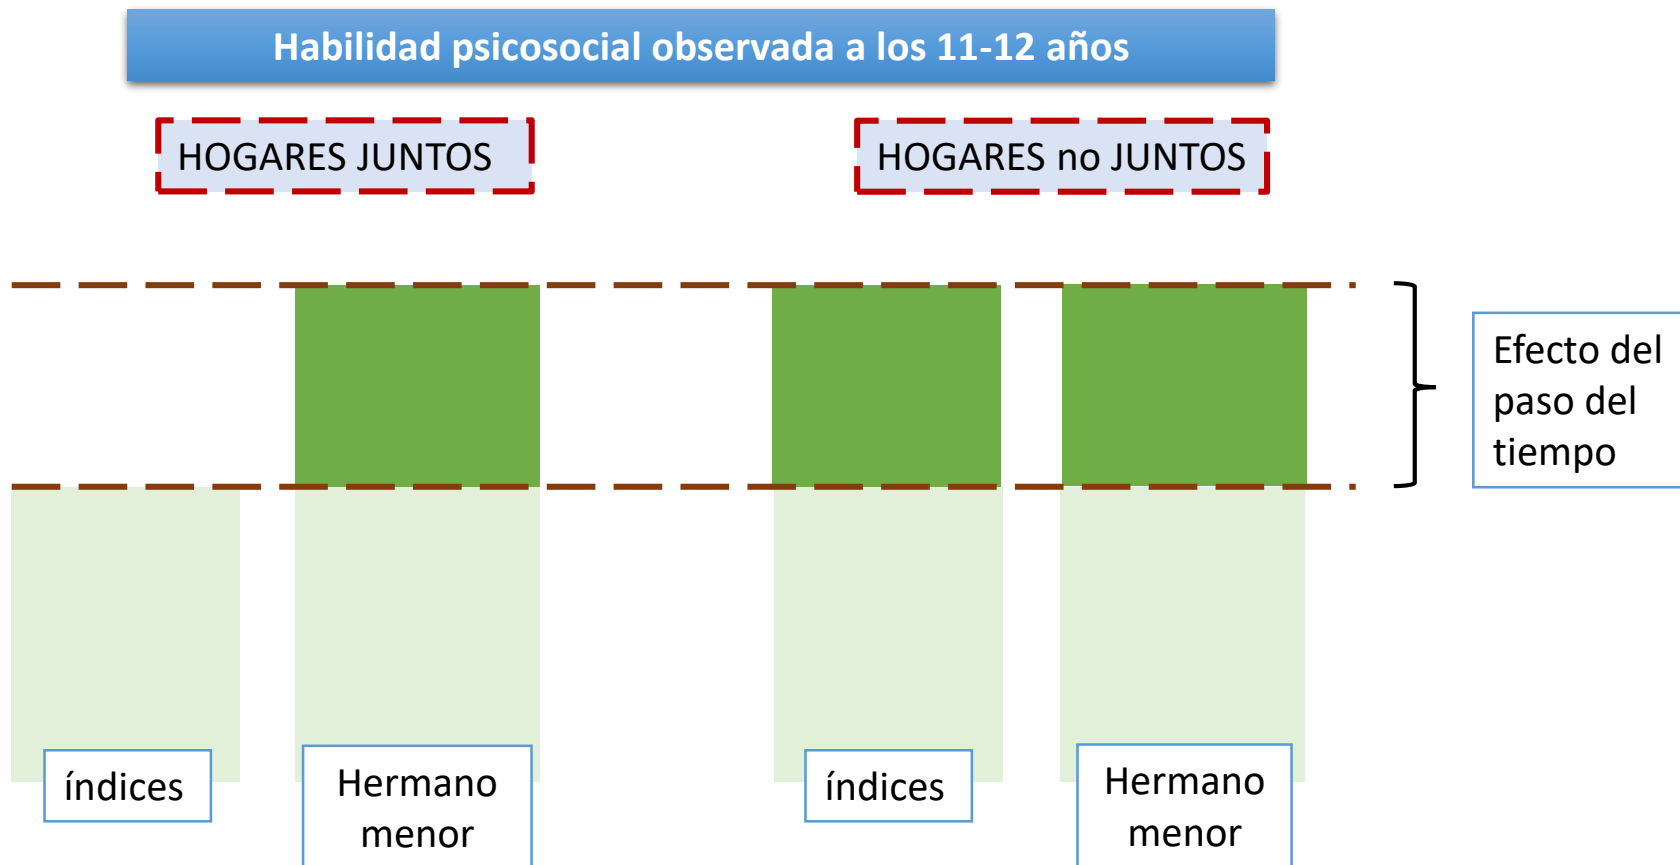 Habilidad psicosocial observada a los 11-12 años
HOGARES JUNTOS
HOGARES no JUNTOS
Efecto del
paso del
tiempo
índices
Hermano
menor
índices
Hermano
menor